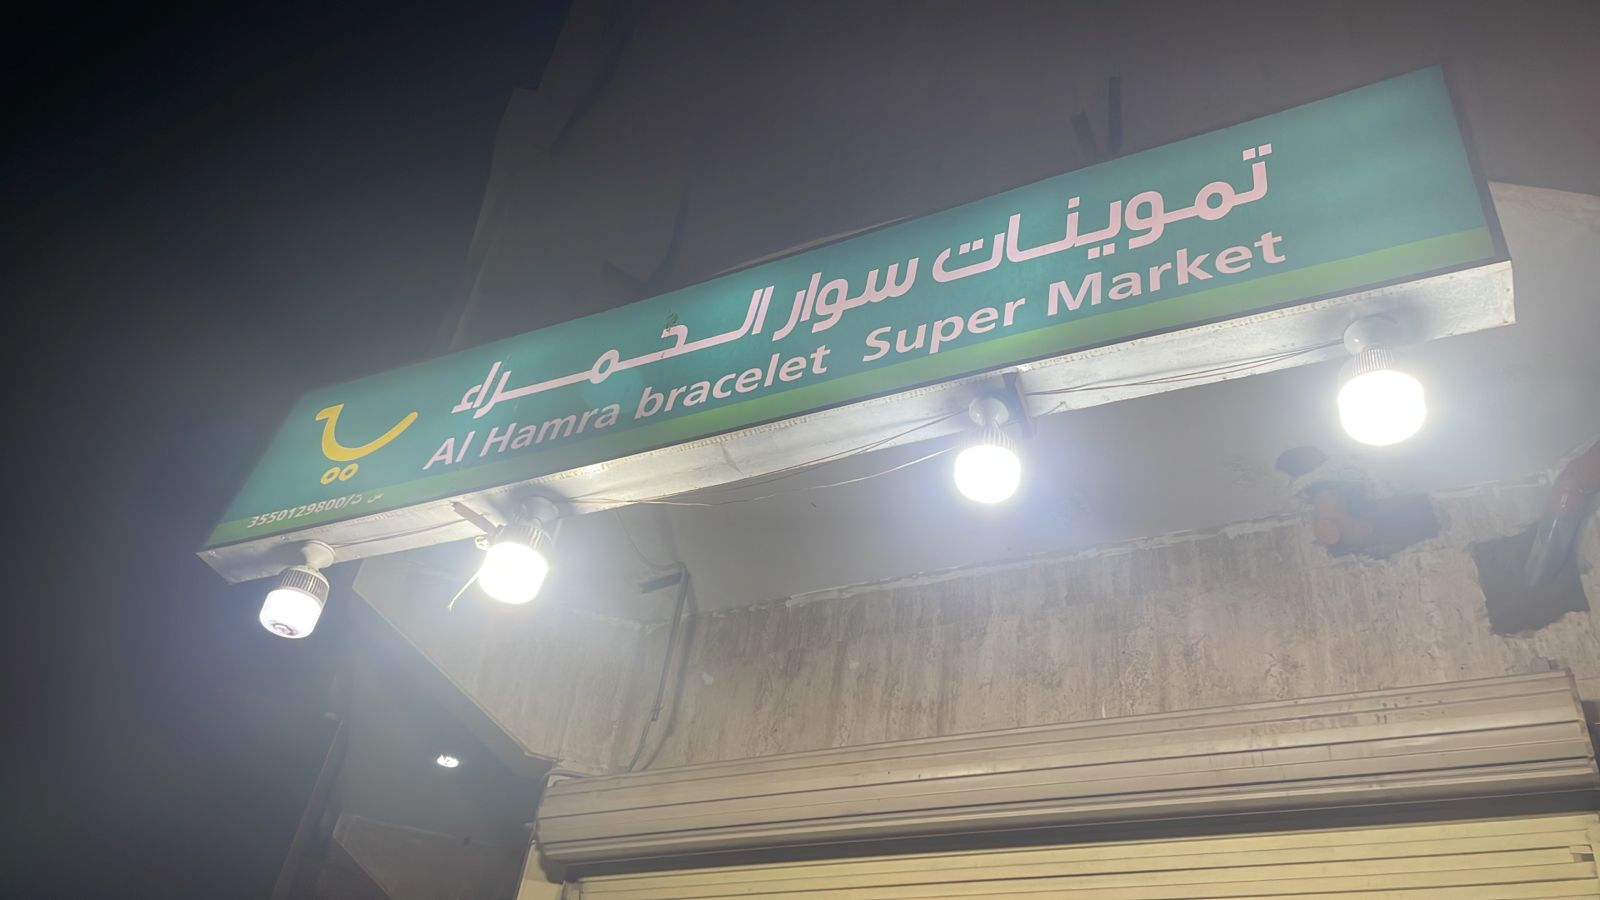 تموينات سوار الحمراء
Al Hamra bracelet Super Market
س ت/3550129800